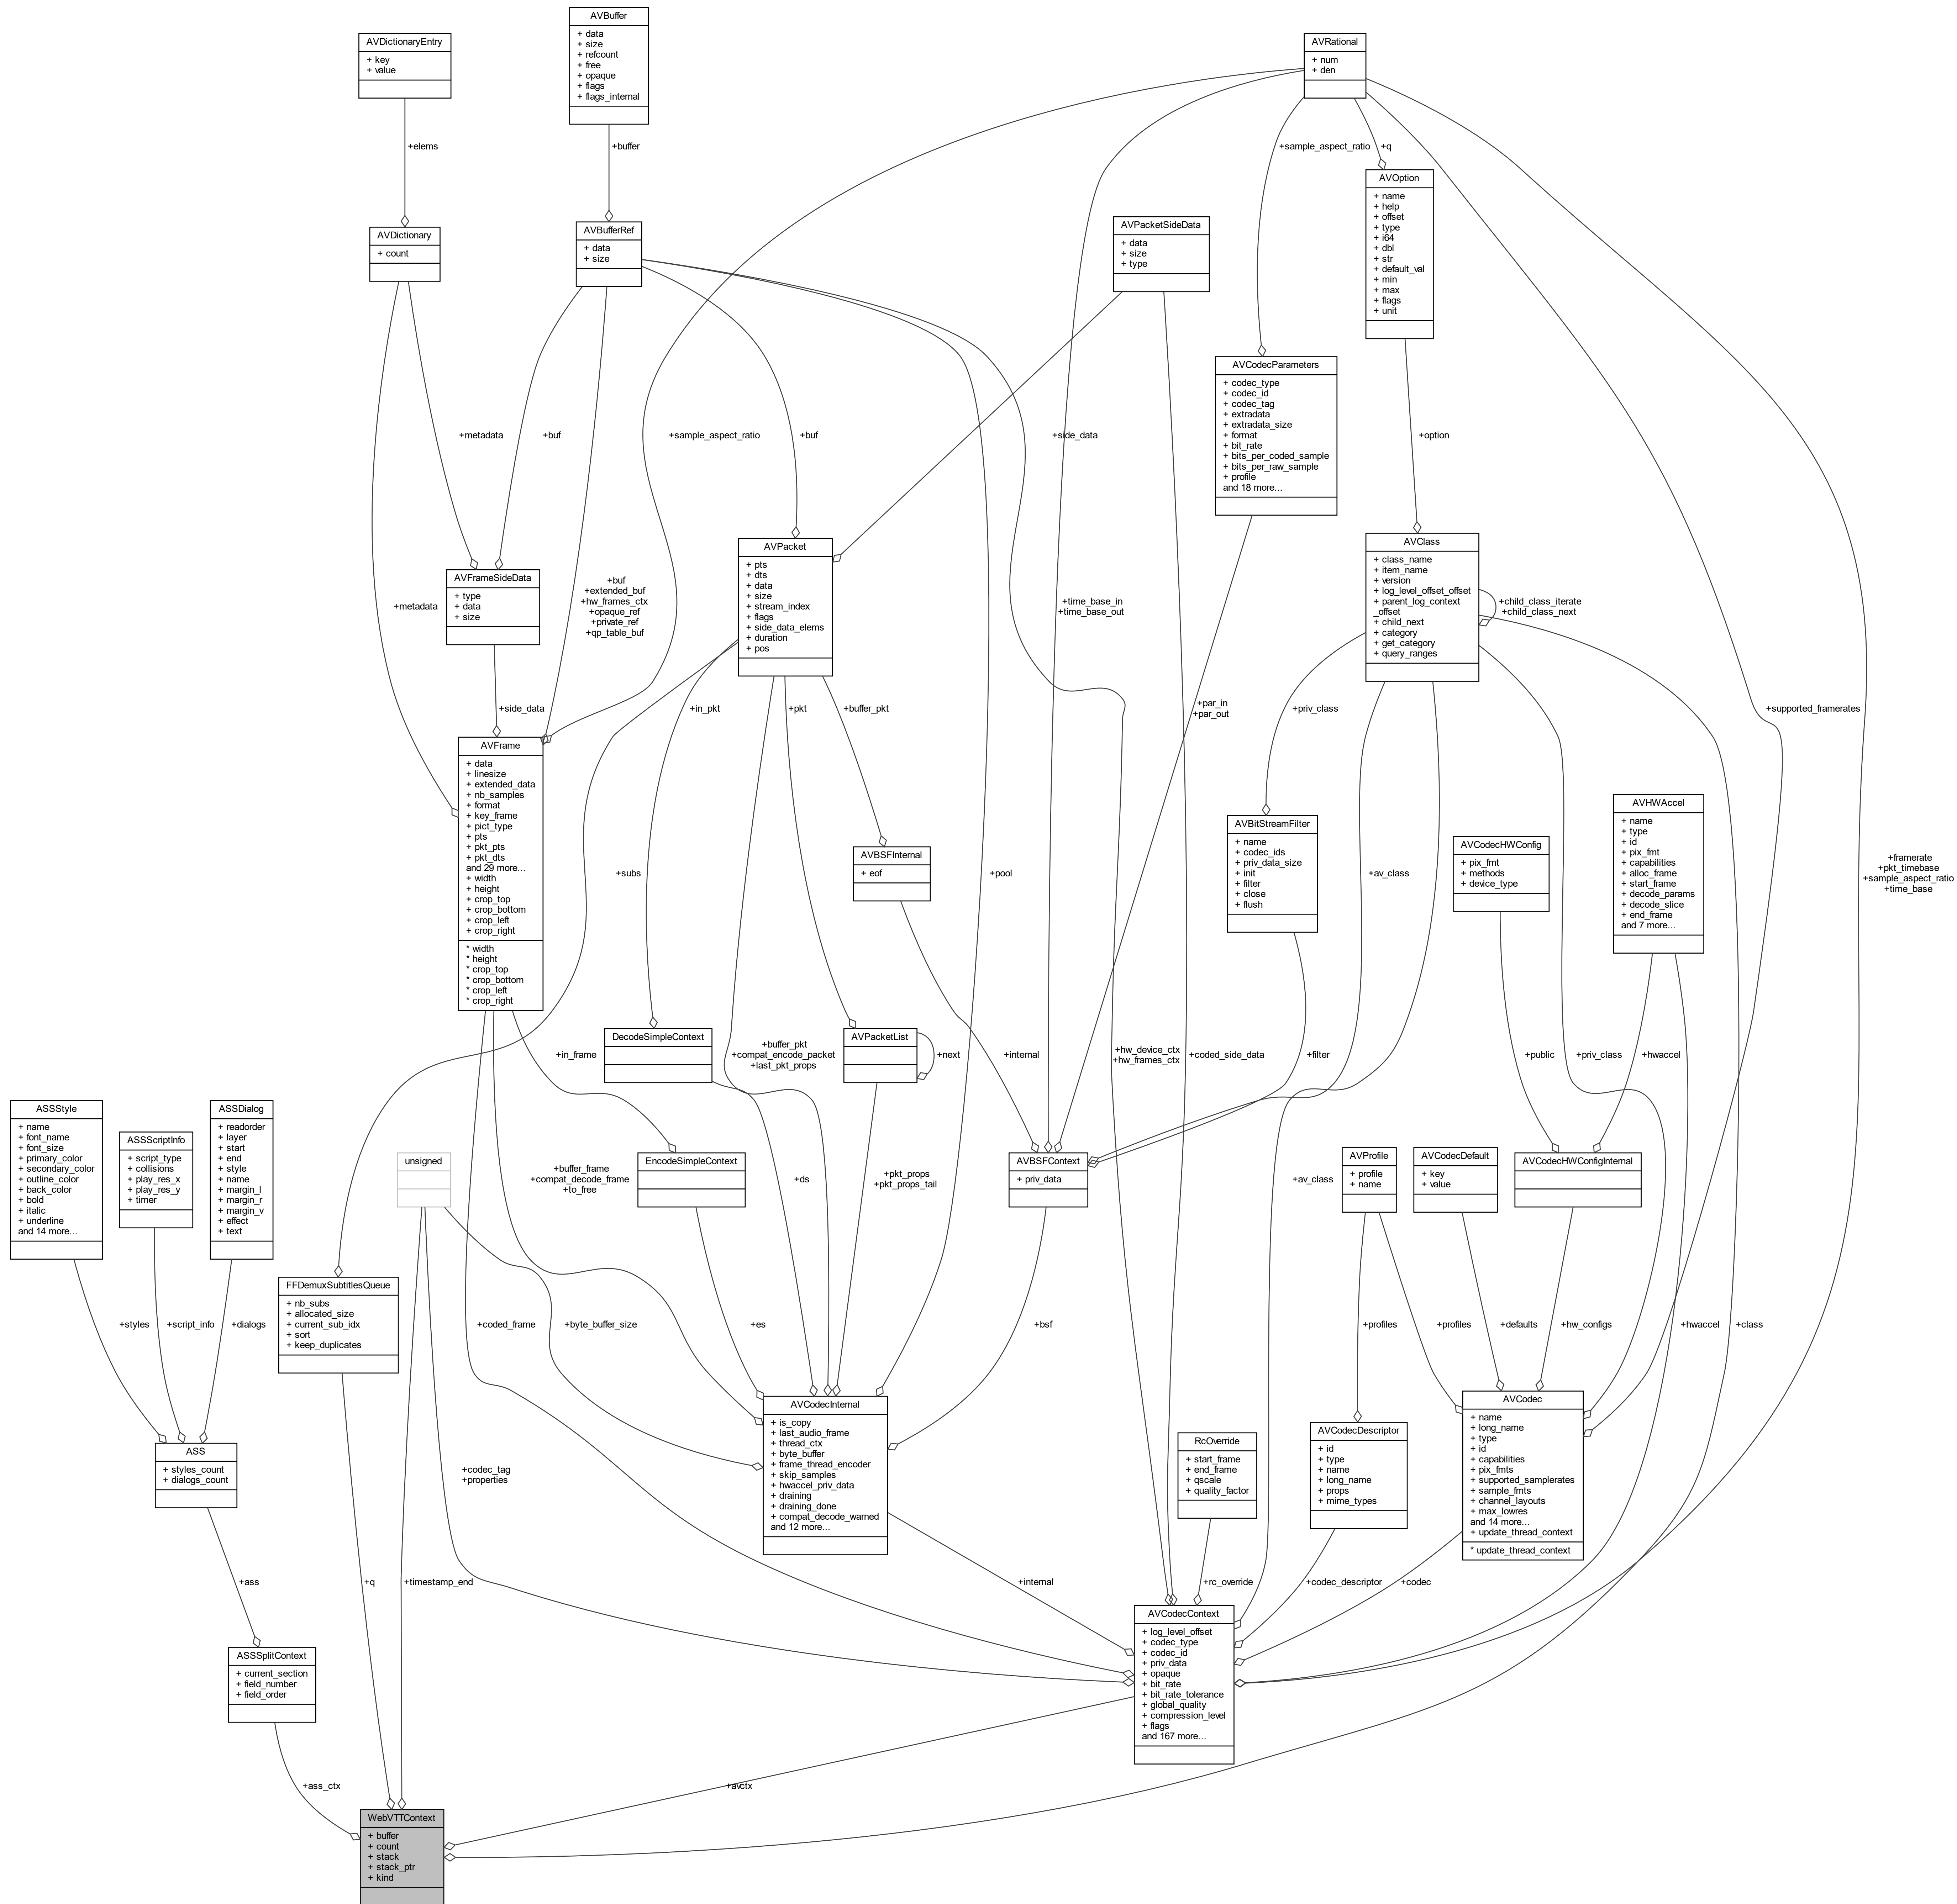 AVBuffer
+ data
+ size
+ refcount
+ free
+ opaque
+ flags
+ flags_internal
AVDictionaryEntry
+ key
+ value
AVRational
+ num
+ den
+elems
+buffer
+sample_aspect_ratio
+q
AVOption
+ name
+ help
+ offset
+ type
+ i64
+ dbl
+ str
+ default_val
+ min
+ max
+ flags
+ unit
AVDictionary
+ count
AVBufferRef
+ data
+ size
AVPacketSideData
+ data
+ size
+ type
AVCodecParameters
+ codec_type
+ codec_id
+ codec_tag
+ extradata
+ extradata_size
+ format
+ bit_rate
+ bits_per_coded_sample
+ bits_per_raw_sample
+ profile
and 18 more...
+metadata
+buf
+sample_aspect_ratio
+buf
+side_data
+option
AVPacket
+ pts
+ dts
+ data
+ size
+ stream_index
+ flags
+ side_data_elems
+ duration
+ pos
AVClass
+ class_name
+ item_name
+ version
+ log_level_offset_offset
+ parent_log_context
_offset
+ child_next
+ category
+ get_category
+ query_ranges
+child_class_iterate
+child_class_next
AVFrameSideData
+ type
+ data
+ size
+metadata
+buf
+extended_buf
+hw_frames_ctx
+opaque_ref
+private_ref
+qp_table_buf
+time_base_in
+time_base_out
+side_data
+in_pkt
+pkt
+buffer_pkt
+par_in
+par_out
+priv_class
+supported_framerates
AVFrame
+ data
+ linesize
+ extended_data
+ nb_samples
+ format
+ key_frame
+ pict_type
+ pts
+ pkt_pts
+ pkt_dts
and 29 more...
+ width
+ height
+ crop_top
+ crop_bottom
+ crop_left
+ crop_right
* width
* height
* crop_top
* crop_bottom
* crop_left
* crop_right
AVBSFInternal
+ eof
AVBitStreamFilter
+ name
+ codec_ids
+ priv_data_size
+ init
+ filter
+ close
+ flush
AVCodecHWConfig
+ pix_fmt
+ methods
+ device_type
AVHWAccel
+ name
+ type
+ id
+ pix_fmt
+ capabilities
+ alloc_frame
+ start_frame
+ decode_params
+ decode_slice
+ end_frame
and 7 more...
+subs
+pool
+av_class
+framerate
+pkt_timebase
+sample_aspect_ratio
+time_base
DecodeSimpleContext
AVPacketList
+next
+in_frame
+buffer_pkt
+compat_encode_packet
+last_pkt_props
+internal
+hw_device_ctx
+hw_frames_ctx
+coded_side_data
+filter
+public
+priv_class
+hwaccel
ASSStyle
+ name
+ font_name
+ font_size
+ primary_color
+ secondary_color
+ outline_color
+ back_color
+ bold
+ italic
+ underline
and 14 more...
ASSScriptInfo
+ script_type
+ collisions
+ play_res_x
+ play_res_y
+ timer
ASSDialog
+ readorder
+ layer
+ start
+ end
+ style
+ name
+ margin_l
+ margin_r
+ margin_v
+ effect
+ text
unsigned
+buffer_frame
+compat_decode_frame
+to_free
EncodeSimpleContext
+ds
+pkt_props
+pkt_props_tail
AVBSFContext
+ priv_data
+av_class
AVProfile
+ profile
+ name
AVCodecDefault
+ key
+ value
AVCodecHWConfigInternal
FFDemuxSubtitlesQueue
+ nb_subs
+ allocated_size
+ current_sub_idx
+ sort
+ keep_duplicates
+styles
+script_info
+dialogs
+coded_frame
+byte_buffer_size
+es
+bsf
+profiles
+profiles
+defaults
+hw_configs
+hwaccel
+class
ASS
+ styles_count
+ dialogs_count
+codec_tag
+properties
AVCodecInternal
+ is_copy
+ last_audio_frame
+ thread_ctx
+ byte_buffer
+ frame_thread_encoder
+ skip_samples
+ hwaccel_priv_data
+ draining
+ draining_done
+ compat_decode_warned
and 12 more...
RcOverride
+ start_frame
+ end_frame
+ qscale
+ quality_factor
AVCodecDescriptor
+ id
+ type
+ name
+ long_name
+ props
+ mime_types
AVCodec
+ name
+ long_name
+ type
+ id
+ capabilities
+ pix_fmts
+ supported_samplerates
+ sample_fmts
+ channel_layouts
+ max_lowres
and 14 more...
+ update_thread_context
* update_thread_context
+ass
+q
+timestamp_end
+internal
+rc_override
+codec_descriptor
+codec
ASSSplitContext
+ current_section
+ field_number
+ field_order
AVCodecContext
+ log_level_offset
+ codec_type
+ codec_id
+ priv_data
+ opaque
+ bit_rate
+ bit_rate_tolerance
+ global_quality
+ compression_level
+ flags
and 167 more...
+ass_ctx
+avctx
WebVTTContext
+ buffer
+ count
+ stack
+ stack_ptr
+ kind